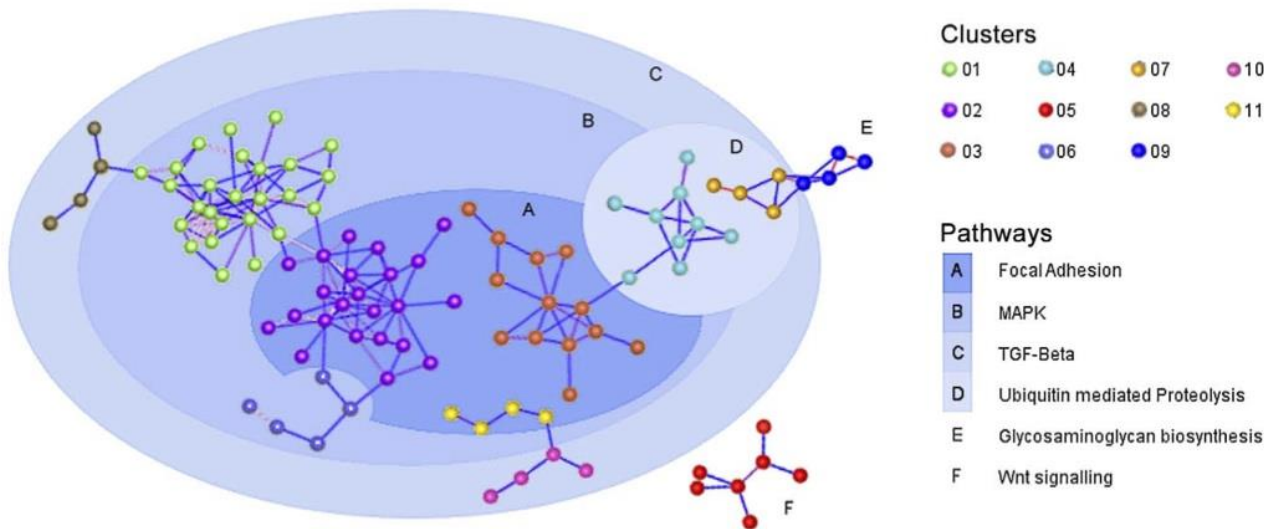 C
B
E
D
A
F
Clusters
01 04 07 10
02 05 08 11
03 06 09
Pathways
A Focal Adhesion
B MAPK
C TGF-Beta
D Ubiquitin mediated Proteolysis
E Glycosaminoglycan biosynthesis
F Wnt signalling